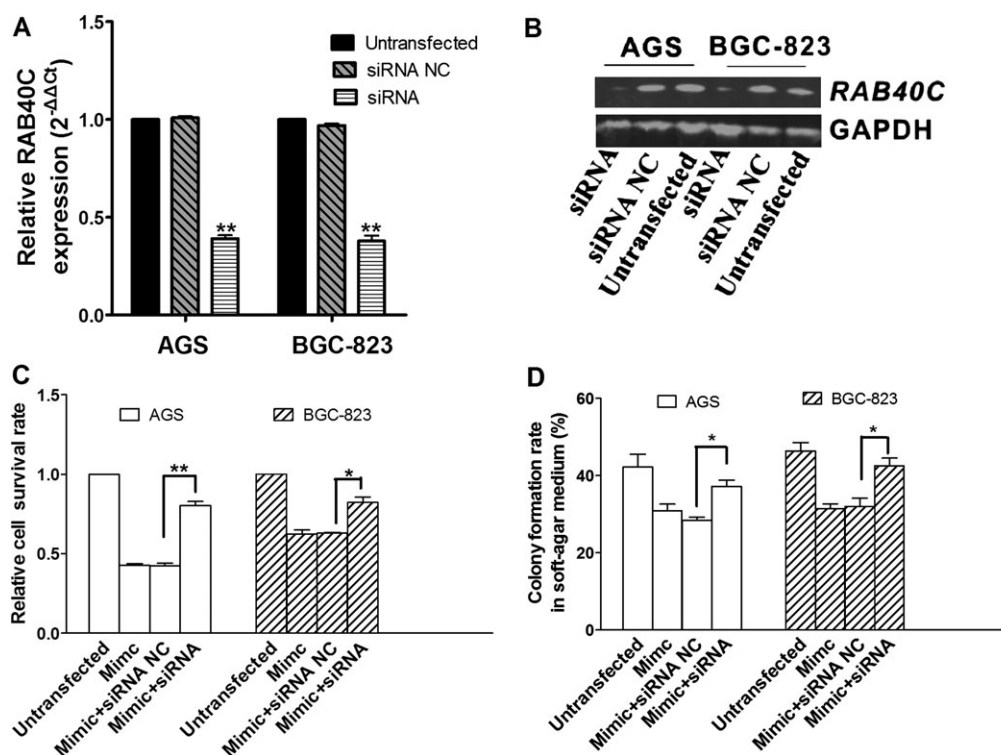 A
Relative RAB40C
expression (2-ΔΔCt)
1.5
1.0
0.5
0.0
Untransfected
siRNA NC
siRNA
**
**
AGS
BGC-823
B
AGS
BGC-823
RAB40C
GAPDH
siRNA
siRNA NC
Untransfected
siRNA
siRNA NC
Untransfected
C
Relative cell survival rate
1.5
1.0
0.5
0.0
AGS
BGC-823
**
*
Untransfected
Mimc
Mimic+siRNA NC
Mimic+siRNA
Untransfected
Mimc
Mimic+siRNA NC
Mimic+siRNA
D
Colony formation rate
in soft-agar medium (%)
60
40
20
0
AGS
BGC-823
*
*
Untransfected
Mimc
Mimic+siRNA NC
Mimic+siRNA
Untransfected
Mimc
Mimic+siRNA NC
Mimic+siRNA